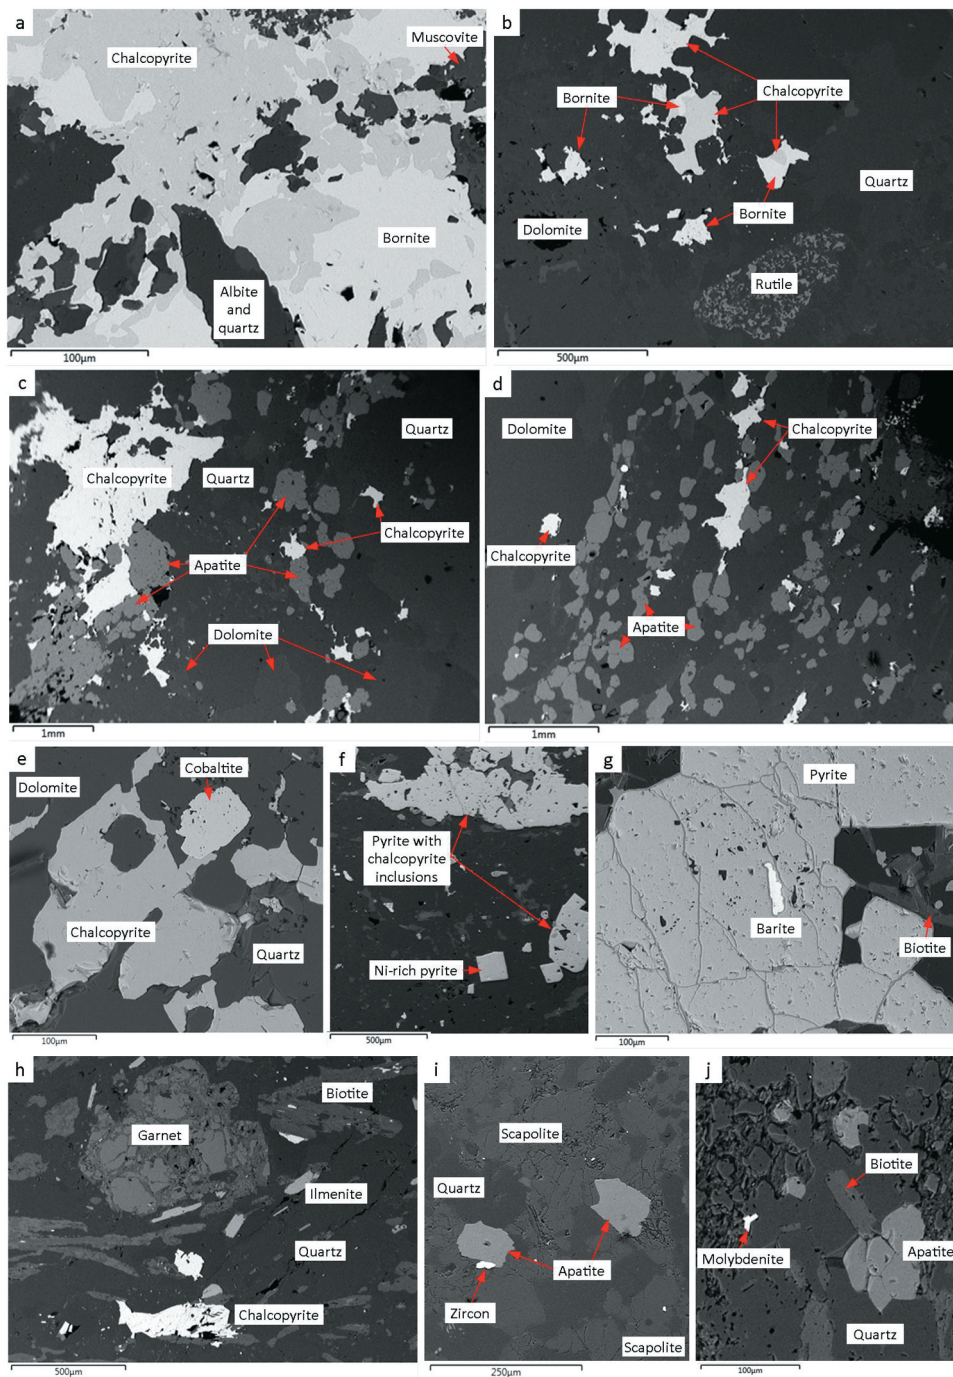 a
Muscovite
Chalcopyrite
Bornite
Albite
and
quartz
100µm
b
Chalcopyrite
Bornite
Quartz
Bornite
Dolomite
Rutile
500µm
c
Quartz
Chalcopyrite
Quartz
Chalcopyrite
Apatite
Dolomite
1mm
d
Dolomite
Chalcopyrite
Chalcopyrite
Apatite
1mm
e
Cobaltite
Dolomite
Chalcopyrite
Quartz
100µm
f
Pyrite with
chalcopyrite
inclusions
Ni-rich pyrite
500µm
g
Pyrite
Barite
Biotite
100µm
h
Biotite
Garnet
Ilmenite
Quartz
Chalcopyrite
500µm
i
Scapolite
Quartz
Apatite
Zircon
Scapolite
250µm
j
Biotite
Molybdenite
Apatite
Quartz
100µm